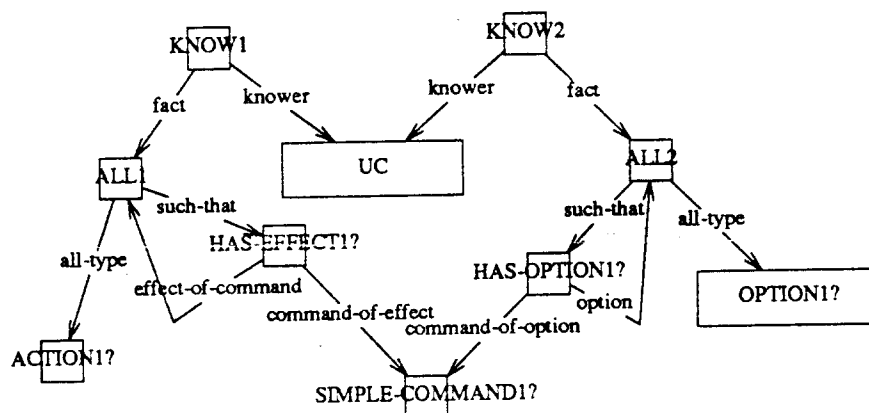 KNOW1
KNOW2
fact
knower
knower
fact
ALL1
UC
ALL2
such-that
such-that
all-type
HAS-EFFECT1?
all-type
HAS-OPTION1?
effect-of-command
option
OPTION1?
command-of-effect
command-of-option
ACTION1?
SIMPLE-COMMAND1?